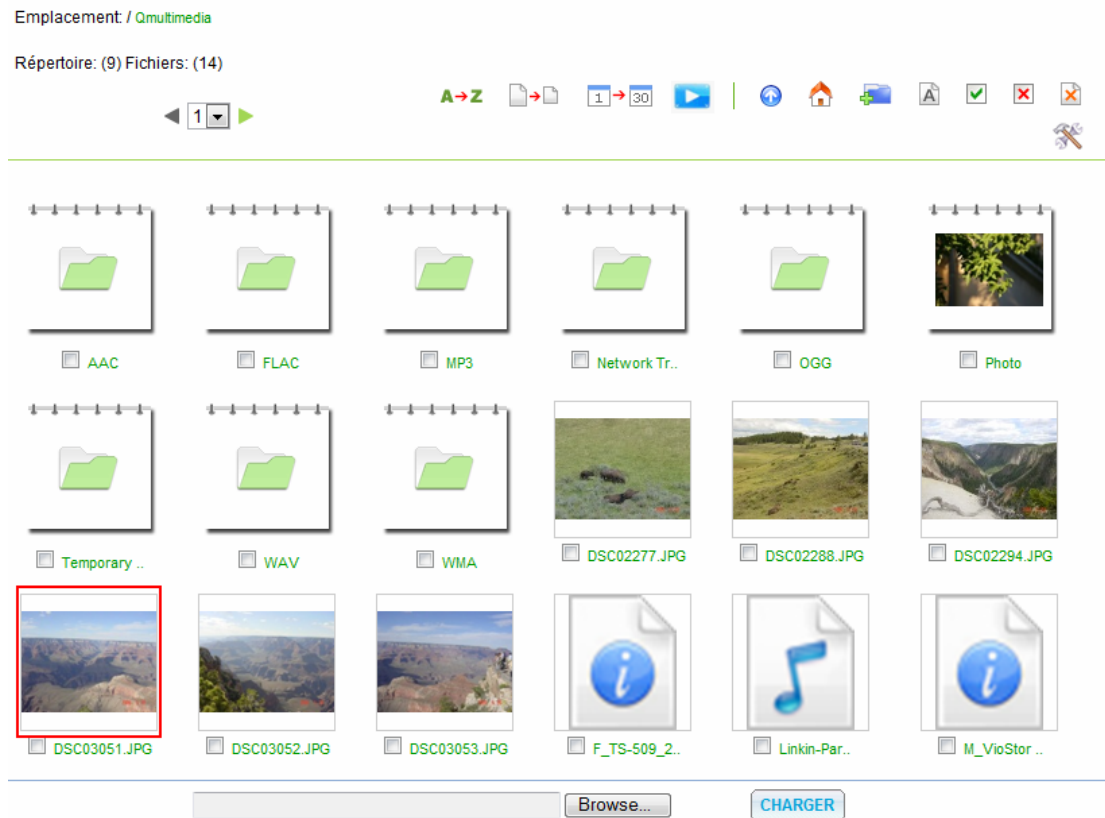 Emplacement: / Qmultimedia
Répertoire: (9) Fichiers: (14)
1
A→Z
1→30
A
AAC
FLAC
MP3
Network Tr..
OGG
Photo
Temporary ..
WAV
WMA
DSC02277.JPG
DSC02288.JPG
DSC02294.JPG
DSC03051.JPG
DSC03052.JPG
DSC03053.JPG
F_TS-509_2..
Linkin-Par..
M_VioStor ..
Browse...
CHARGER